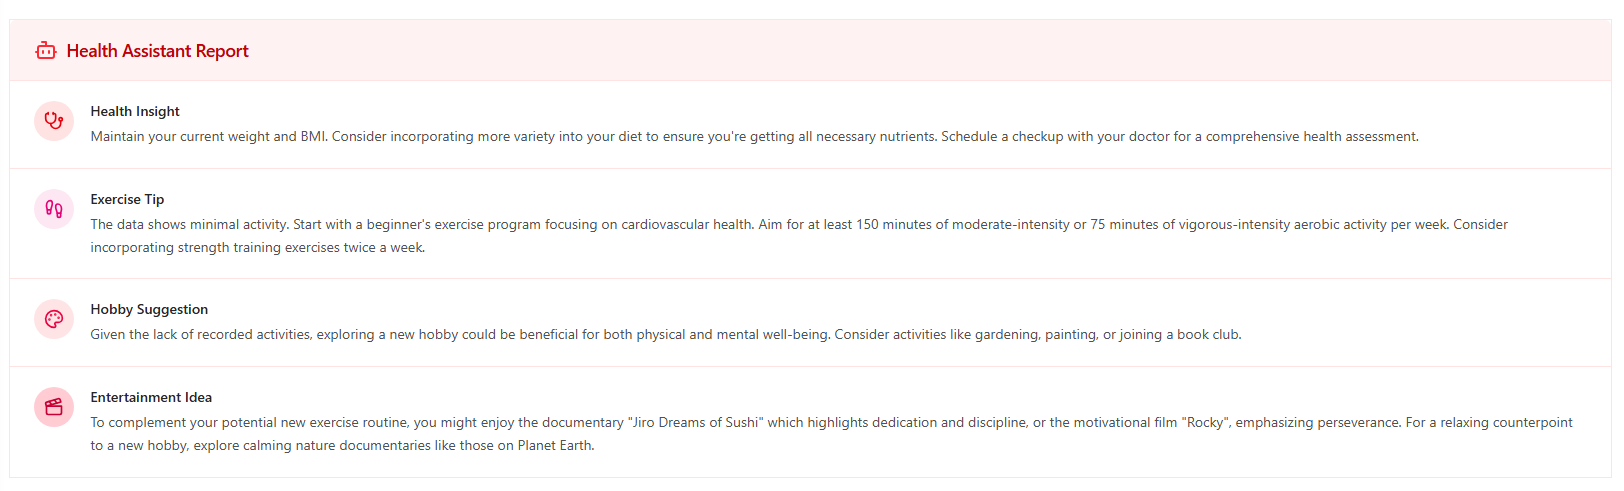 Health Assistant Report
Health Insight
Maintain your current weight and BMI. Consider incorporating more variety into your diet to ensure you're getting all necessary nutrients. Schedule a checkup with your doctor for a comprehensive health assessment.
Exercise Tip
The data shows minimal activity. Start with a beginner's exercise program focusing on cardiovascular health. Aim for at least 150 minutes of moderate-intensity or 75 minutes of vigorous-intensity aerobic activity per week. Consider
incorporating strength training exercises twice a week.
Hobby Suggestion
Given the lack of recorded activities, exploring a new hobby could be beneficial for both physical and mental well-being. Consider activities like gardening, painting, or joining a book club.
Entertainment Idea
To complement your potential new exercise routine, you might enjoy the documentary "Jiro Dreams of Sushi" which highlights dedication and discipline, or the motivational film "Rocky", emphasizing perseverance. For a relaxing counterpoint
to a new hobby, explore calming nature documentaries like those on Planet Earth.